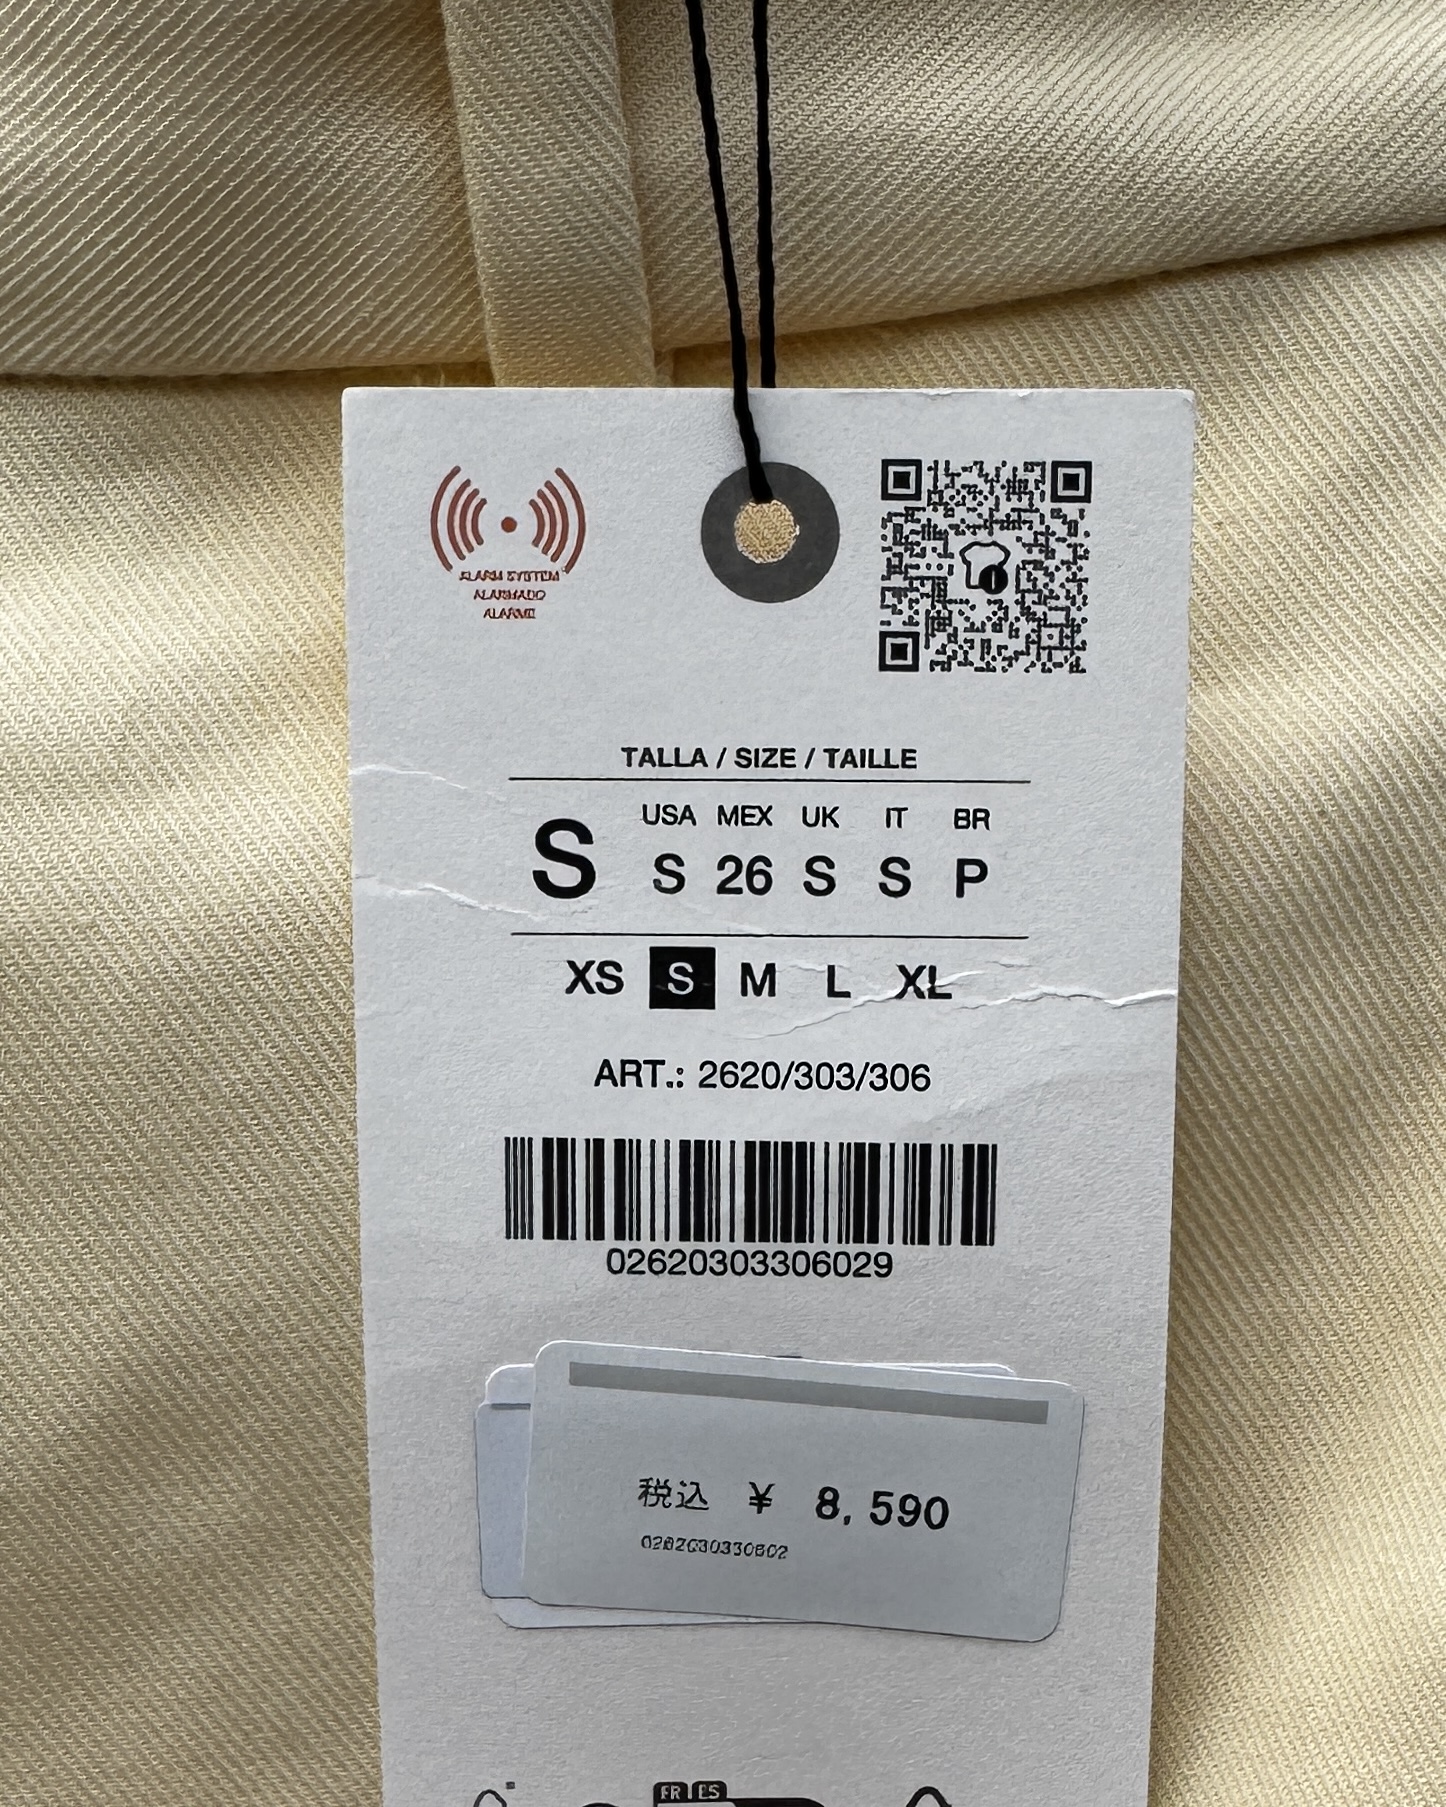 ALARM SYSTEM
ALARMADO
ALARME
TALLA / SIZE / TAILLE
S
USA MEX UK IT BR
S 26 S S P
XS S M L XL
ART.: 2620/303/306
02620303306029
税込 ¥ 8,590
FR ES